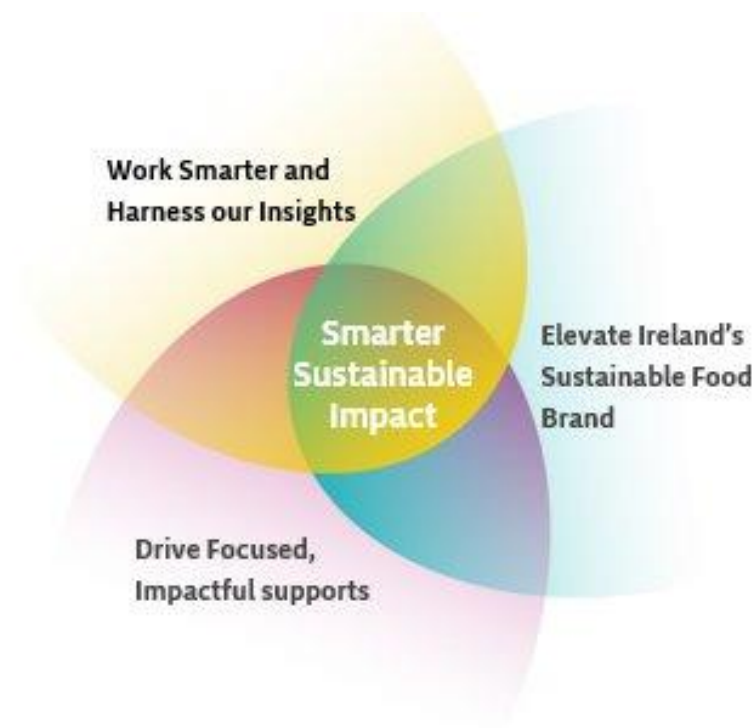 Work Smarter and
Harness our Insights
Smarter
Sustainable
Impact
Elevate Ireland’s
Sustainable Food
Brand
Drive Focused,
Impactful supports